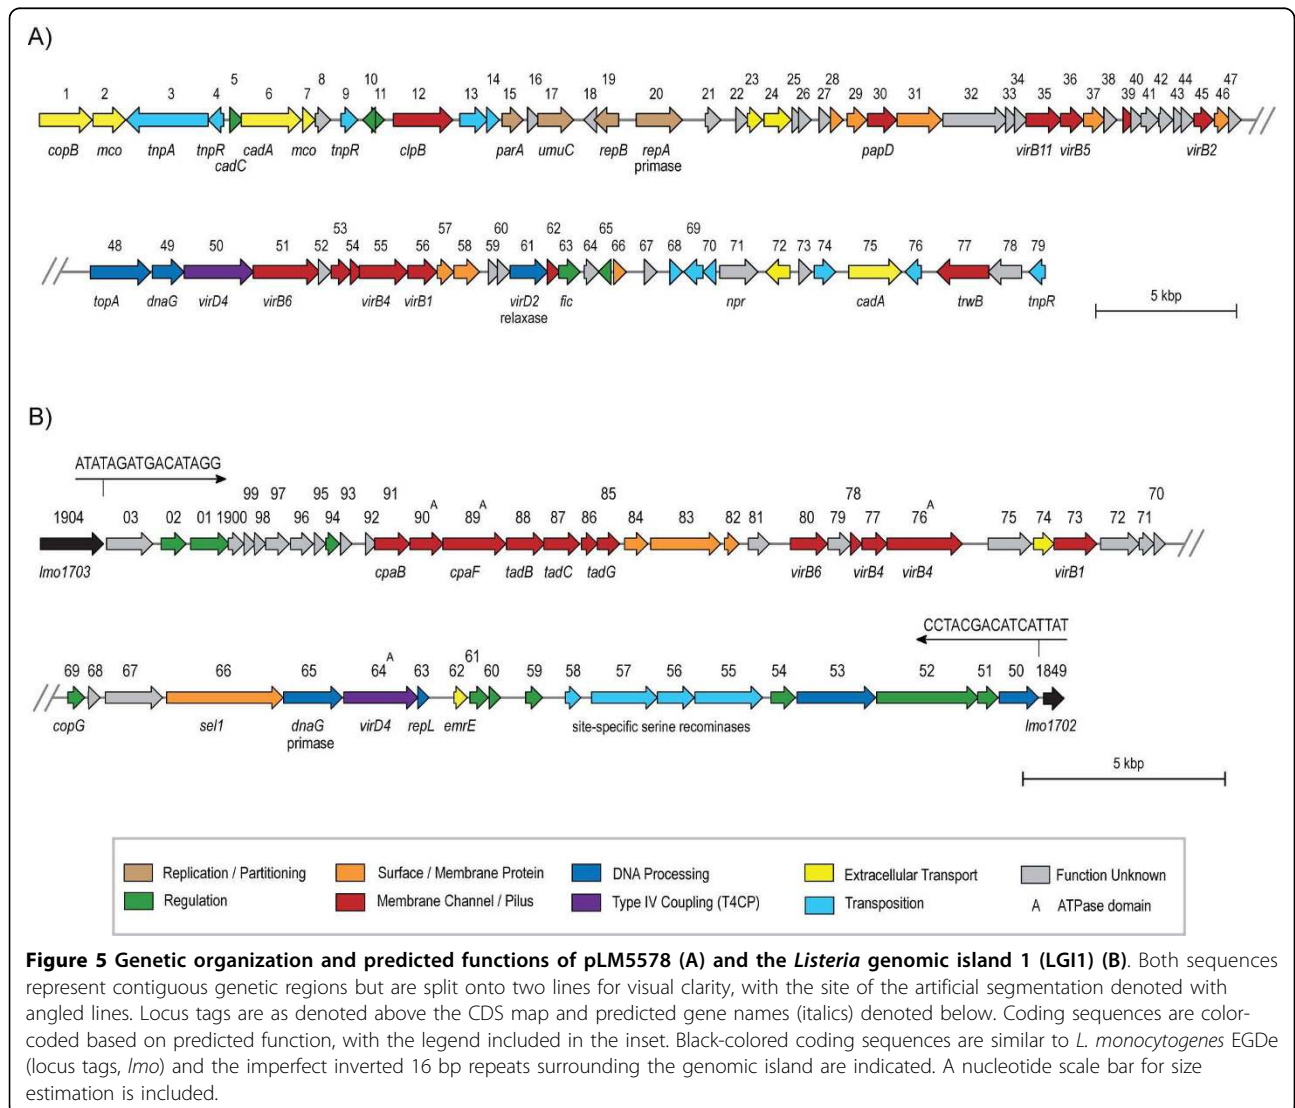 A)
5 10 14 16 19 23 25 28 34 36 38 40 42 44 47
1 2 3 4 6 7 8 9 11 12 13 15 17 18 20 21 22 24 26 27 29 30 31 32 33 35 37 39 41 43 45 46
copB mco tnpA tnpR cadA mco tnpR clpB parA umuC repB repA papD virB11 virB5 virB2
cadC primase
53 57 60 62 65 69
48 49 50 51 52 54 55 56 58 59 61 63 64 66 67 68 70 71 72 73 74 75 76 77 78 79
topA dnaG virD4 virB6 virB4 virB1 virD2 fic npr cadA trwB tnpR
relaxase
5 kbp
B)
ATATAGATGACATAGG
99 97 95 93 91 85 78 70
1904 03 02 01 1900 98 96 94 92 90 A 89 A 88 87 86 84 83 82 81 80 79 77 76 A 75 74 73 72 71
lmo1703 cpaB cpaF tadB tadC tadG virB6 virB4 virB4 virB1
CCTACGACATCATTAT
69 68 67 66 65 64 A 63 62 61 60 59 58 57 56 55 54 53 52 51 50 1849
copG sel1 dnaG virD4 repL emrE site-specific serine recominases lmo1702
primase
5 kbp
Replication / Partitioning Surface / Membrane Protein DNA Processing Extracellular Transport Function Unknown
Regulation Membrane Channel / Pilus Type IV Coupling (T4CP) Transposition A ATPase domain
Figure 5 Genetic organization and predicted functions of pLM5578 (A) and the Listeria genomic island 1 (LGI1) (B). Both sequences
represent contiguous genetic regions but are split onto two lines for visual clarity, with the site of the artificial segmentation denoted with
angled lines. Locus tags are as denoted above the CDS map and predicted gene names (italics) denoted below. Coding sequences are color-
coded based on predicted function, with the legend included in the inset. Black-colored coding sequences are similar to L. monocytogenes EGDe
(locus tags, lmo) and the imperfect inverted 16 bp repeats surrounding the genomic island are indicated. A nucleotide scale bar for size
estimation is included.